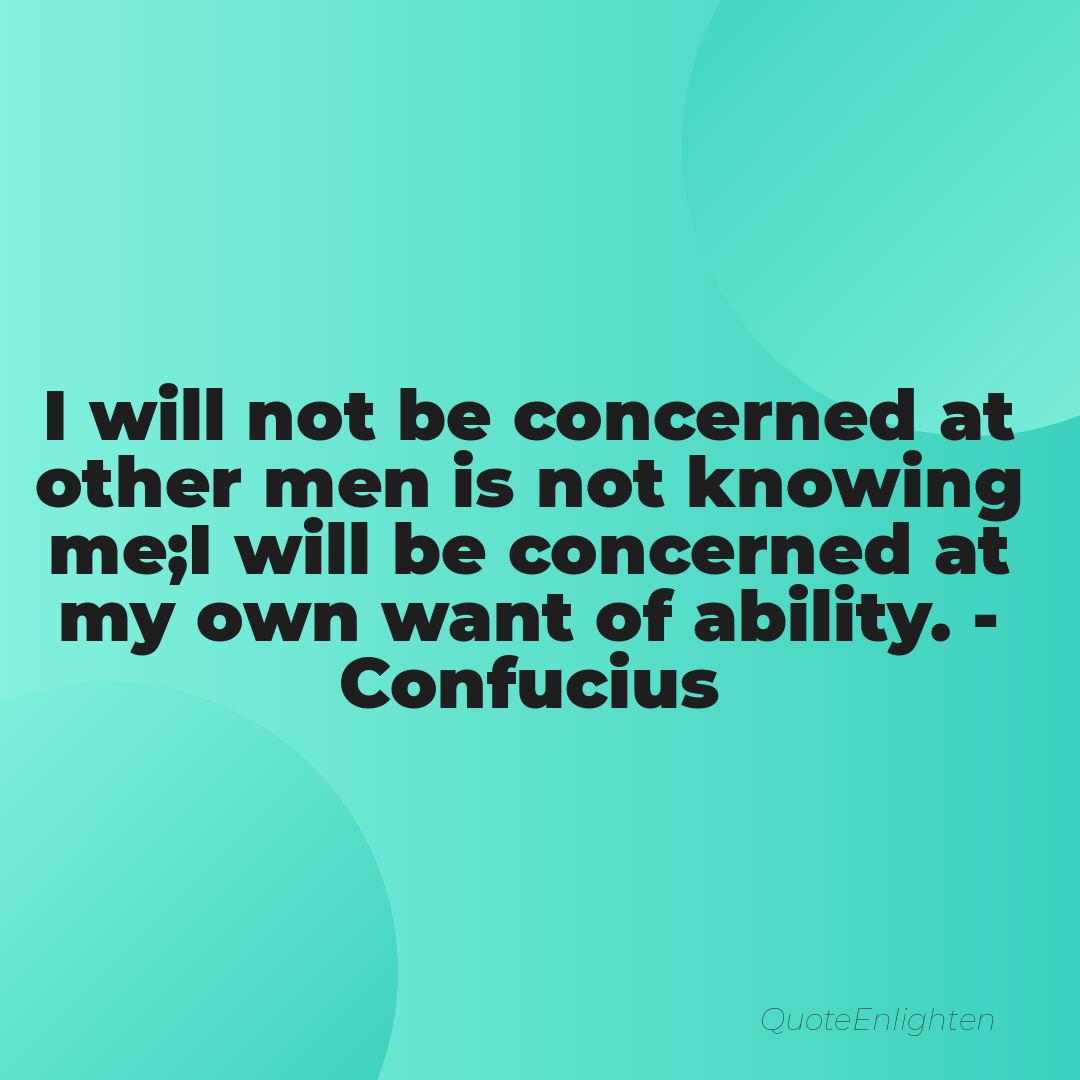 I will not be concerned at
other men is not knowing
me;I will be concerned at
my own want of ability. -
Confucius
QuoteEnlighten